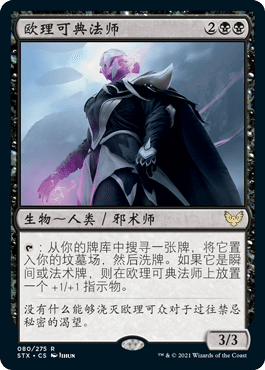 欧理可典法师 2
生物～人类／邪术师
：从你的牌库中搜寻一张牌，将它置
入你的坟墓场，然后洗牌。如果它是瞬
间或法术牌，则在欧理可典法师上放置
一个 +1/+1 指示物。
没有什么能够浇灭欧理可众对于过往禁忌
秘密的渴望。
3/3
080/275 R
STX • CS
™ & © 2021 Wizards of the Coast